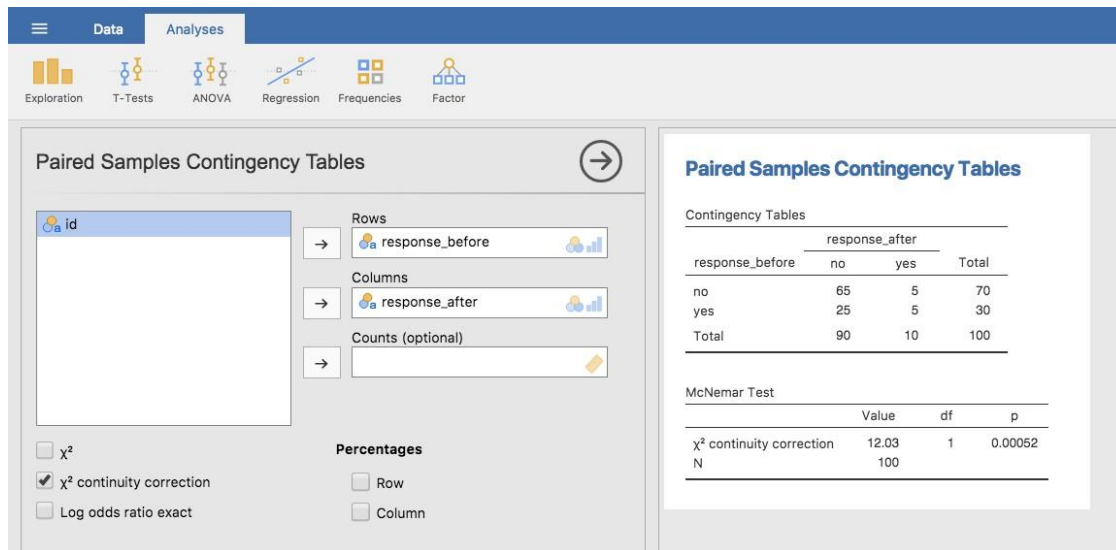 Data Analyses
Exploration T-Tests ANOVA Regression Frequencies Factor
Paired Samples Contingency Tables
id
Rows
response_before
Columns
response_after
Counts (optional)
χ²
χ² continuity correction
Log odds ratio exact
Percentages
Row
Column
Paired Samples Contingency Tables
Contingency Tables
response_after
response_before no yes Total
no 65 5 70
yes 25 5 30
Total 90 10 100
McNemar Test
Value df p
χ² continuity correction 12.03 1 0.00052
N 100